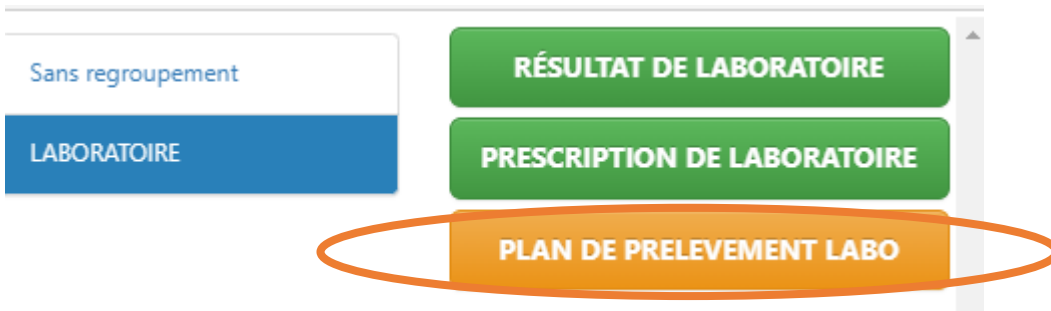 Sans regroupement
LABORATOIRE
RÉSULTAT DE LABORATOIRE
PRESCRIPTION DE LABORATOIRE
PLAN DE PRELEVEMENT LABO